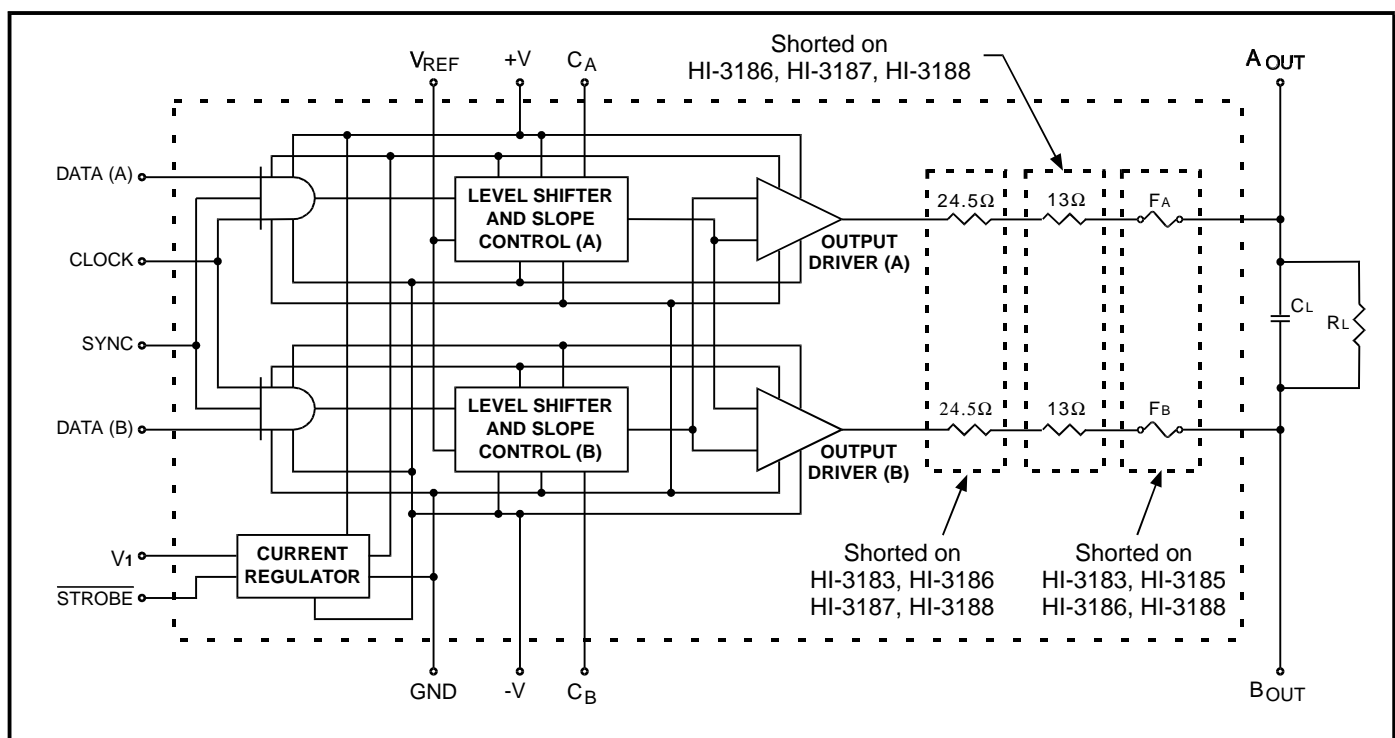 Shorted on
HI-3186, HI-3187, HI-3188
VREF
+V
CA
A OUT
DATA (A)
LEVEL SHIFTER
AND SLOPE
CONTROL (A)
24.5Ω
13Ω
FA
OUTPUT
DRIVER (A)
CLOCK
CL
RL
SYNC
LEVEL SHIFTER
AND SLOPE
CONTROL (B)
24.5Ω
13Ω
FB
DATA (B)
OUTPUT
DRIVER (B)
V1
CURRENT
REGULATOR
STROBE
Shorted on
HI-3183, HI-3186
HI-3187, HI-3188
Shorted on
HI-3183, HI-3185
HI-3186, HI-3188
GND
-V
CB
BOUT